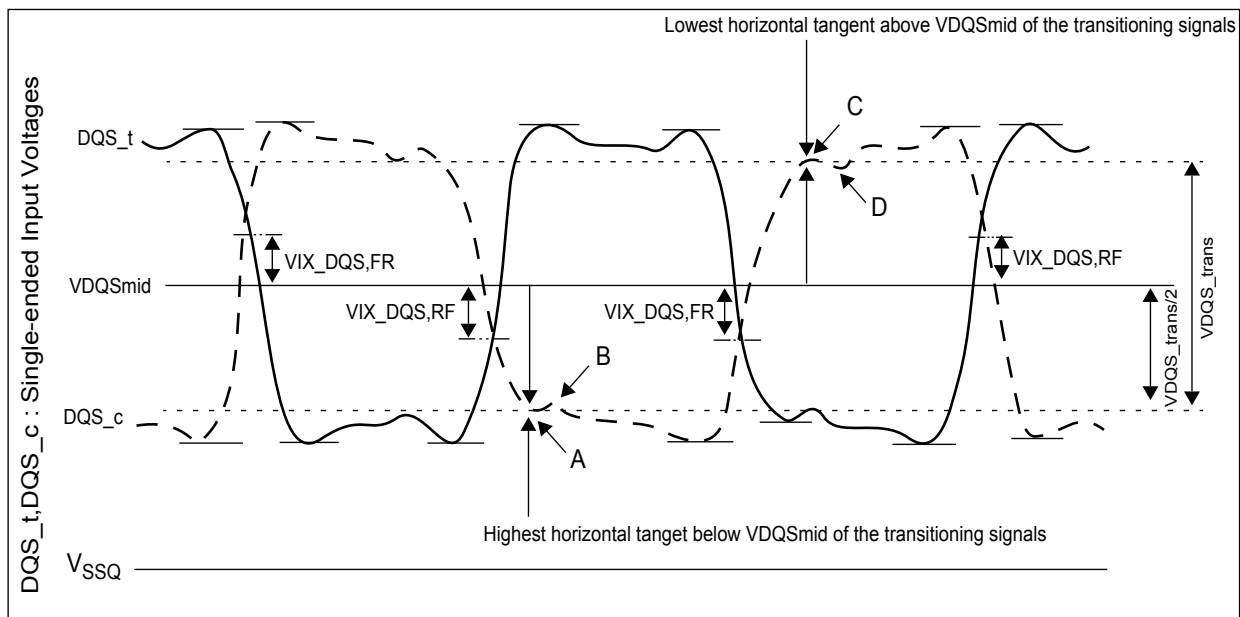 Lowest horizontal tangent above VDQSmid of the transitioning signals
DQS_t,DQS_c : Single-ended Input Voltages
DQS_t
C
D
VIX_DQS,FR
VIX_DQS,RF
VDQSmid
VIX_DQS,RF
VIX_DQS,FR
VDQS_trans
VDQS_trans/2
B
DQS_c
A
Highest horizontal tanget below VDQSmid of the transitioning signals
VSSQ